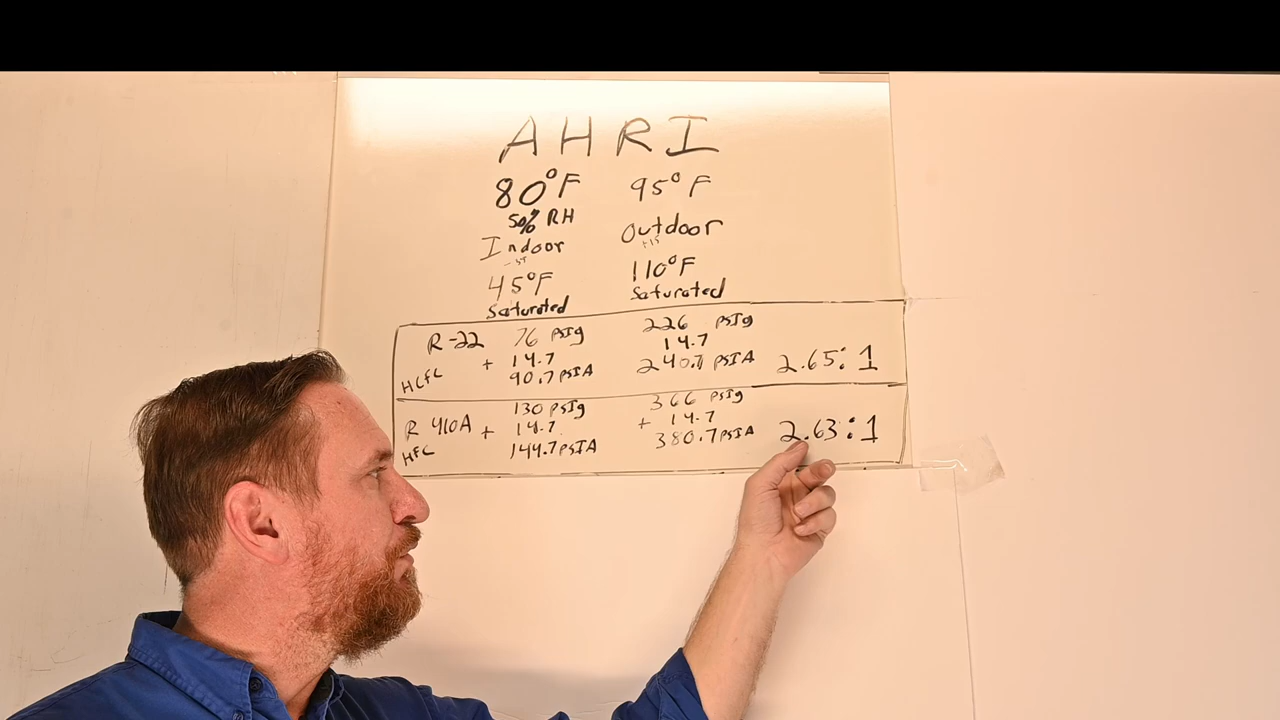 AHRI
80°F 95°F
50% RH
Indoor Outdoor
-35 +15
45°F 110°F
Saturated Saturated
R-22 76 PSIg 226 PSIg
+ 14.7 14.7
HCFC 90.7 PSIA 240.7 PSIA 2.65:1
130 PSIg 366 PSIg
R 410A + 14.7 + 14.7
HFC 144.7 PSIA 380.7 PSIA 2.63:1